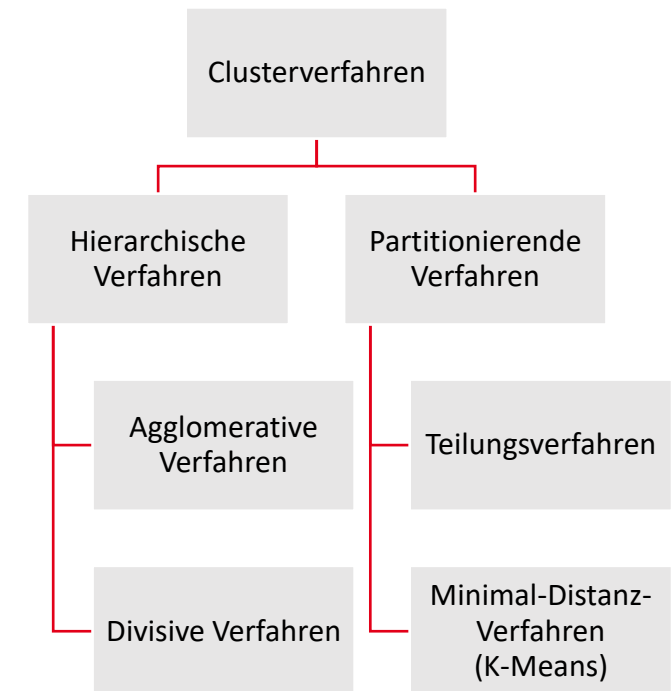 Clusterverfahren
Hierarchische
Verfahren
Partitionierende
Verfahren
Agglomerative
Verfahren
Teilungsverfahren
Divisive Verfahren
Minimal-Distanz-
Verfahren
(K-Means)